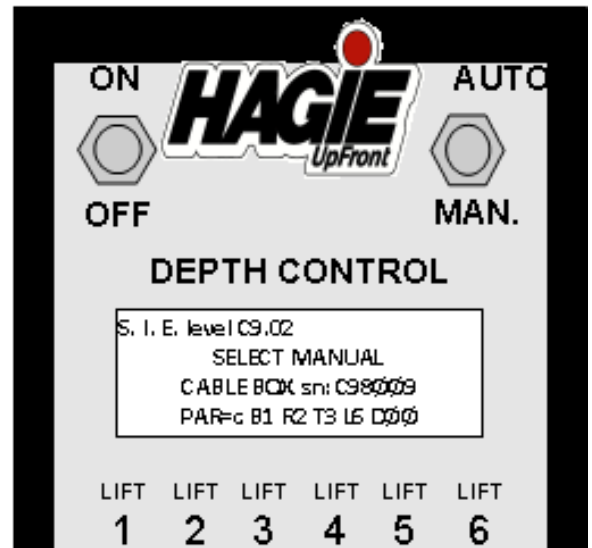 ON HAGIE AUTO
UpFront
OFF MAN.
DEPTH CONTROL
S. I. E. level C9.02
SELECT MANUAL
CABLE BOX sn: C98ØØ9
PAR=c B1 R2 T3 L6 DØØ
LIFT LIFT LIFT LIFT LIFT LIFT
1 2 3 4 5 6